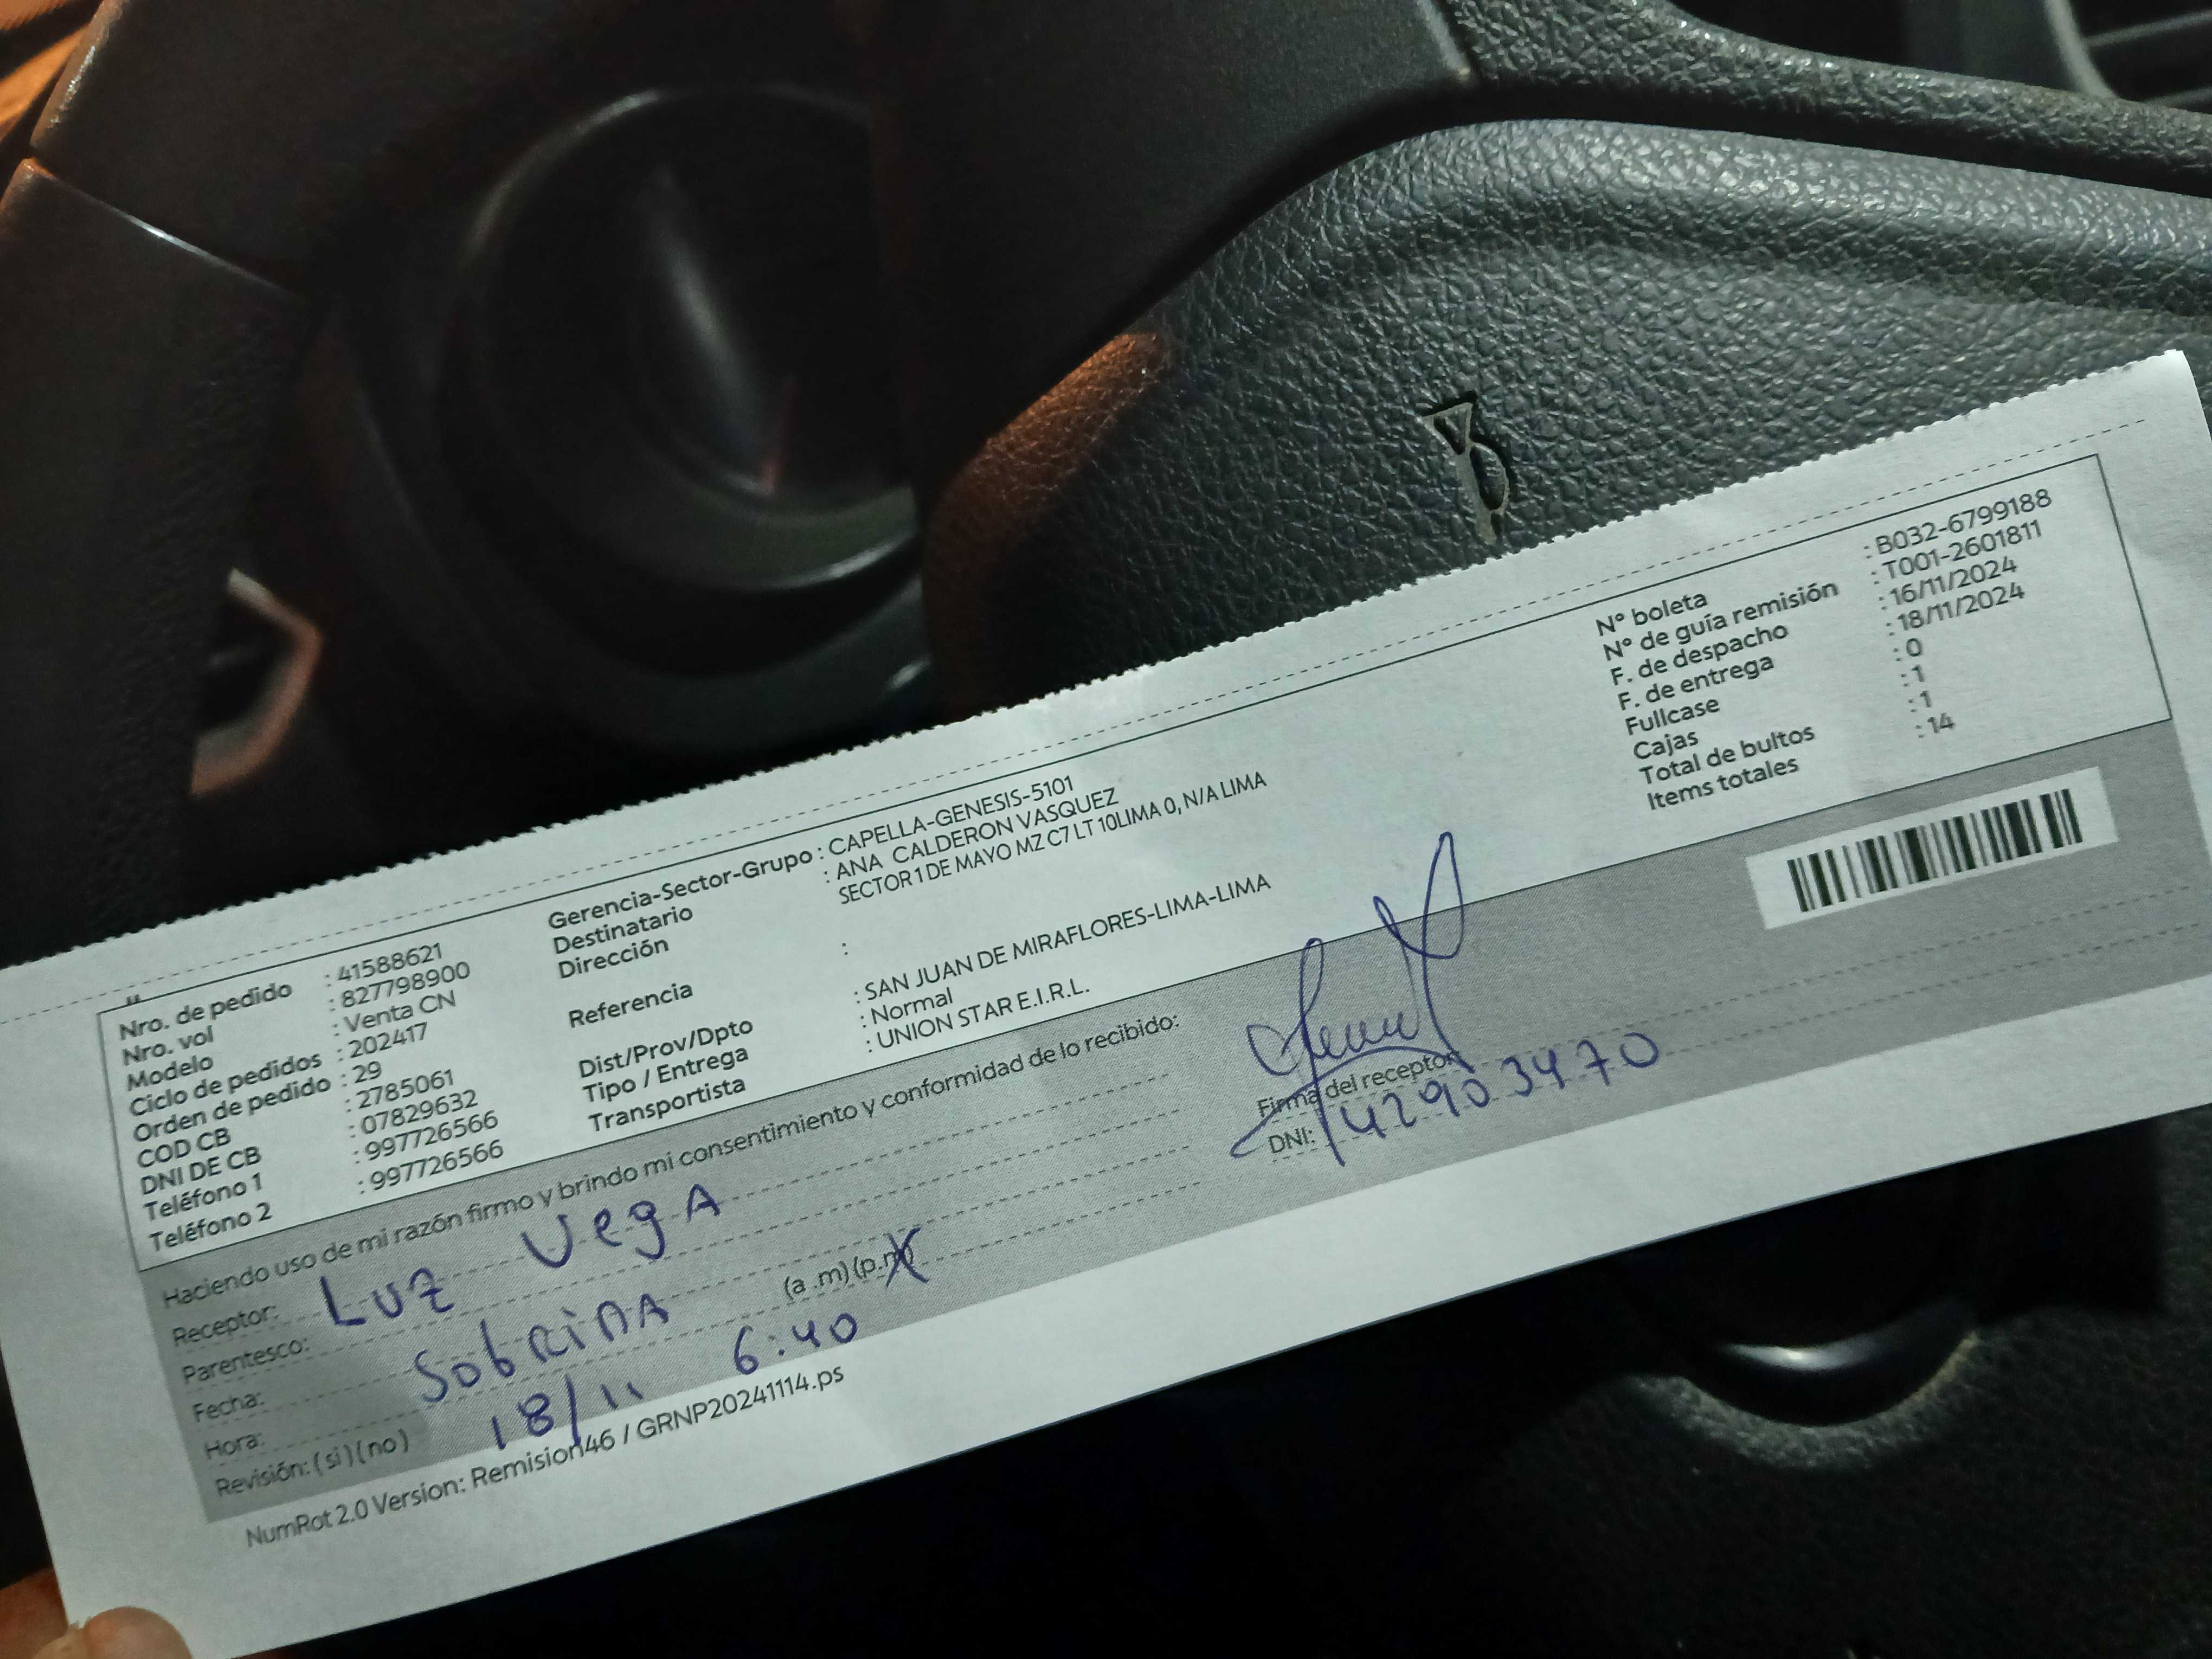 Nro. de pedido : 41588621
Nro. vol : 827798900
Modelo : Venta CN
Ciclo de pedidos : 202417
Orden de pedido : 29
COD CB : 2785061
DNI DE CB : 07829632
Teléfono 1 : 997726566
Teléfono 2 : 997726566
Gerencia-Sector-Grupo : CAPELLA-GENESIS-5101
Destinatario : ANA CALDERON VASQUEZ
Dirección : SECTOR 1 DE MAYO MZ C7 LT 10LIMA 0, N/A LIMA
Referencia :
Dist/Prov/Dpto : SAN JUAN DE MIRAFLORES-LIMA-LIMA
Tipo / Entrega : Normal
Transportista : UNION STAR E.I.R.L.
N° boleta : B032-6799188
N° de guía remisión : T001-2601811
F. de despacho : 16/11/2024
F. de entrega : 18/11/2024
Fullcase : 0
Cajas : 1
Total de bultos : 1
Items totales : 14
Haciendo uso de mi razón firmo y brindo mi consentimiento y conformidad de lo recibido:
Receptor: Luz Vega
Parentesco: Sobrina
Fecha: 18/11
Hora: 6:40 (a .m) (p.m)
Revisión: (si) (no)
Firma del receptor
DNI: 42903470
NumRot 2.0 Version: Remision46 / GRNP20241114.ps